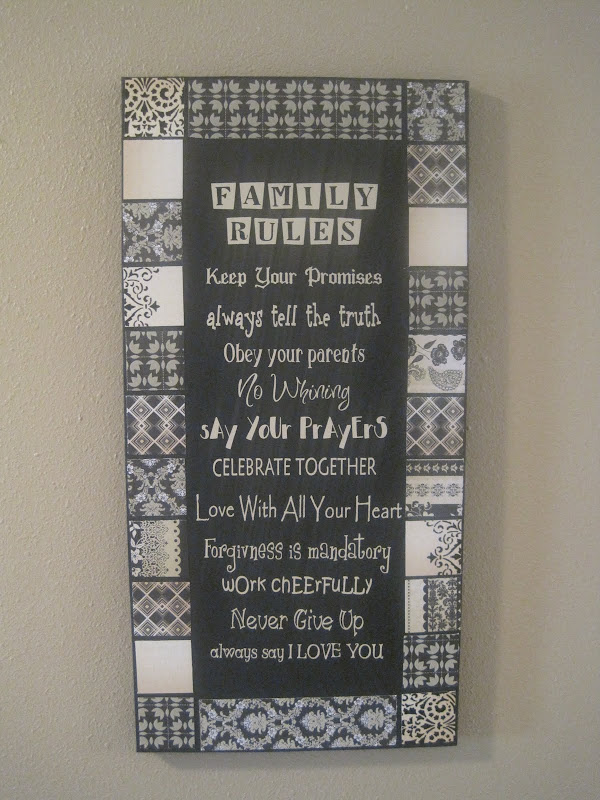 FAMILY
RULES
Keep Your Promises
always tell the truth
Obey your parents
No Whining
sAy YoUr PrAyErS
CELEBRATE TOGETHER
Love With All Your Heart
Forgivness is mandatory
wOrk chEErFULLy
Never Give Up
always say I LOVE YOU